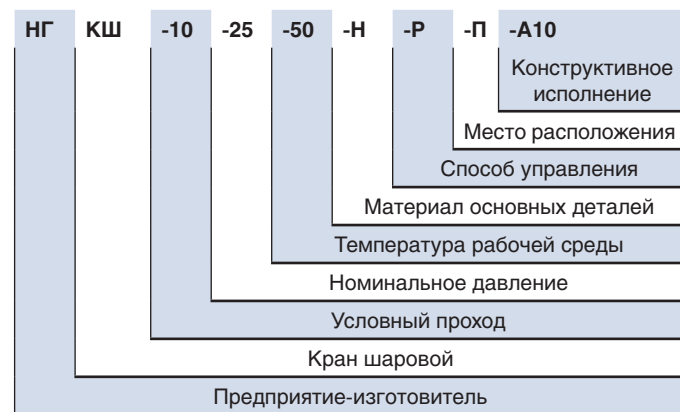 НГ КШ -10 -25 -50 -Н -Р -П -А10
Конструктивное
исполнение
Место расположения
Способ управления
Материал основных деталей
Температура рабочей среды
Номинальное давление
Условный проход
Кран шаровой
Предприятие-изготовитель